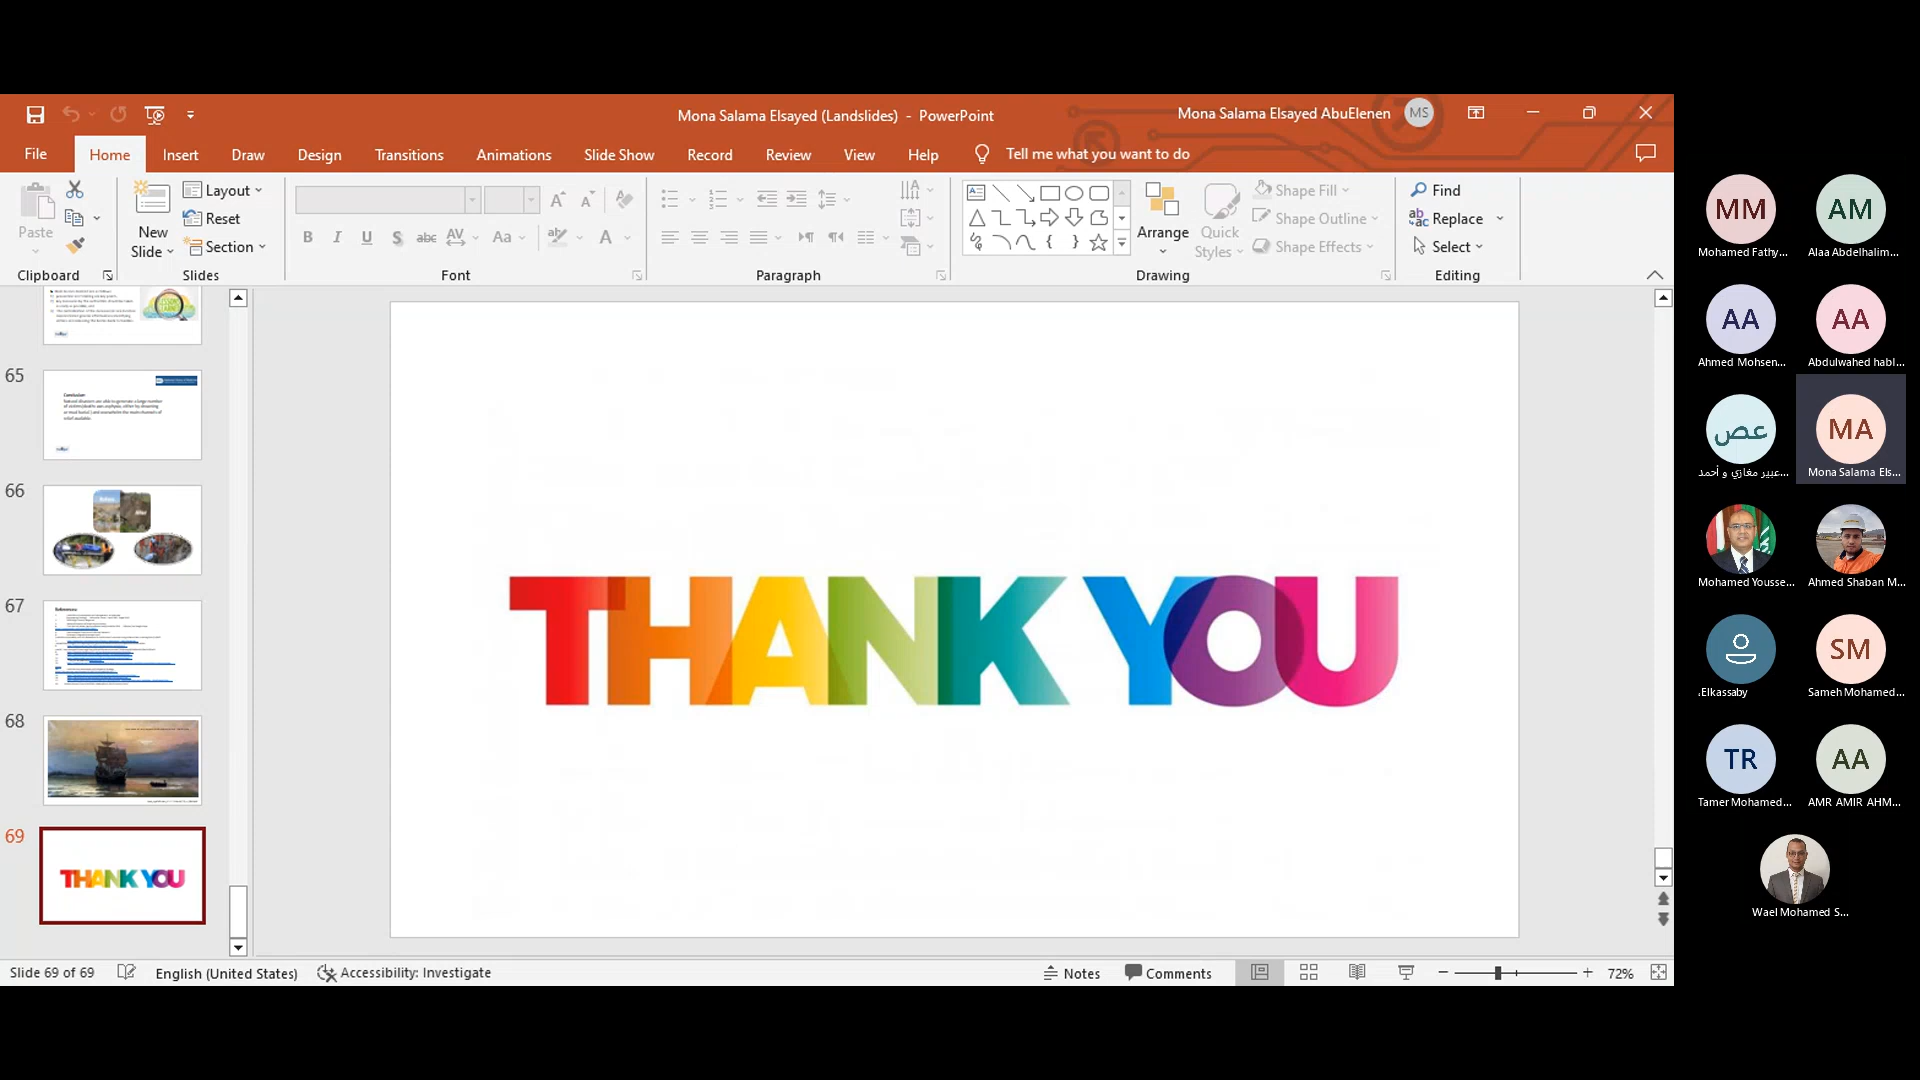 Mona Salama Elsayed (Landslides) - PowerPoint
Mona Salama Elsayed AbuElenen
MS
File Home Insert Draw Design Transitions Animations Slide Show Record Review View Help Tell me what you want to do
Paste
Clipboard
New Slide
Layout
Reset
Section
Slides
B I U S abc AV Aa A
Font
Paragraph
Arrange
Quick Styles
Shape Fill
Shape Outline
Shape Effects
Drawing
Find
Replace
Select
Editing
65
Conclusion
66
67
References
68
69
THANK YOU
THANK YOU
MM
Mohamed Fathy...
AM
Alaa Abdelhalim...
AA
Ahmed Mohsen...
AA
Abdulwahed habl...
عص
عبير مغازي و أحمد...
MA
Mona Salama Els...
Mohamed Yousse...
Ahmed Shaban M...
.Elkassaby
SM
Sameh Mohamed...
TR
Tamer Mohamed...
AA
AMR AMIR AHM...
Wael Mohamed S...
Slide 69 of 69 English (United States) Accessibility: Investigate Notes Comments 72%